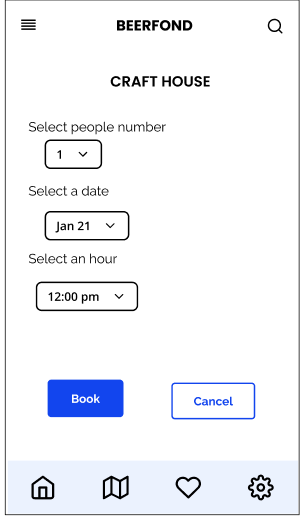 BEERFOND
CRAFT HOUSE
Select people number
1
Select a date
Jan 21
Select an hour
12:00 pm
Book
Cancel